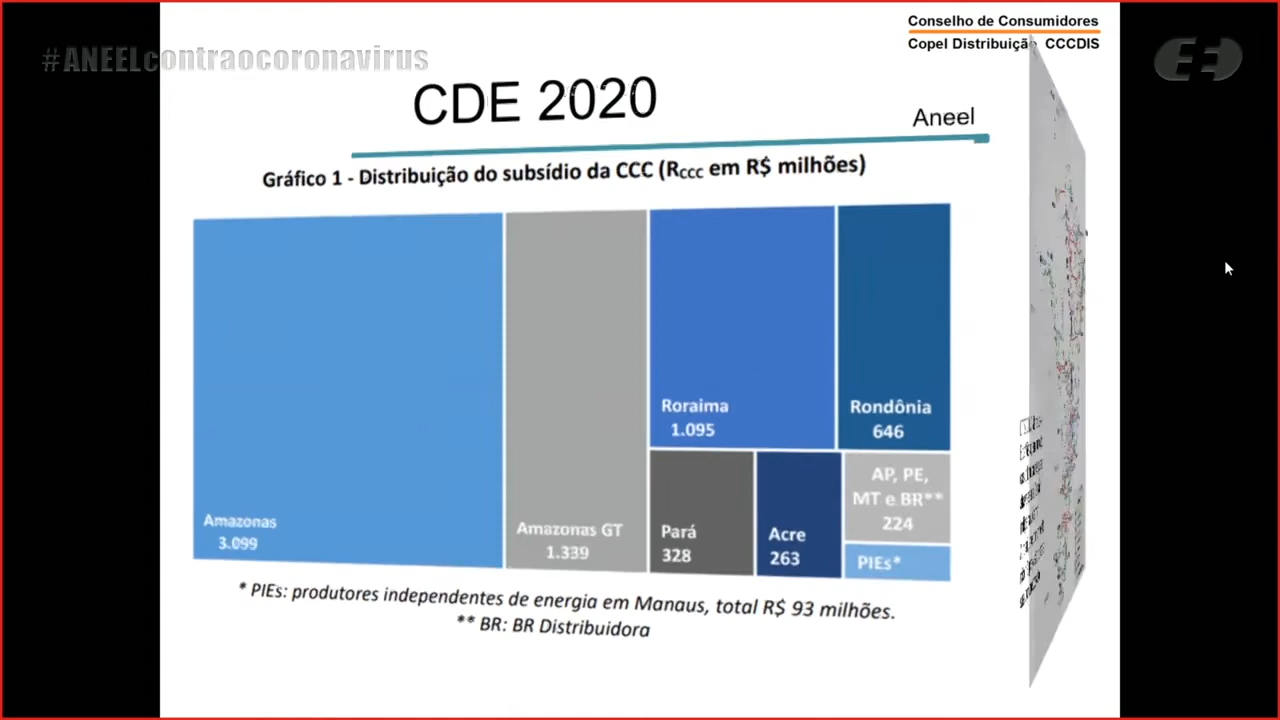 Conselho de Consumidores
#ANEELcontraocoronavirus
Copel Distribuição CCCDIS
CDE 2020
Aneel
Gráfico 1 - Distribuição do subsídio da CCC (RCCC em R$ milhões)
Roraima
1.095
Rondônia
646
AP, PE,
MT e BR**
224
Amazonas
3.099
Amazonas GT
1.339
Pará
328
Acre
263
PIEs*
* PIEs: produtores independentes de energia em Manaus, total R$ 93 milhões.
** BR: BR Distribuidora